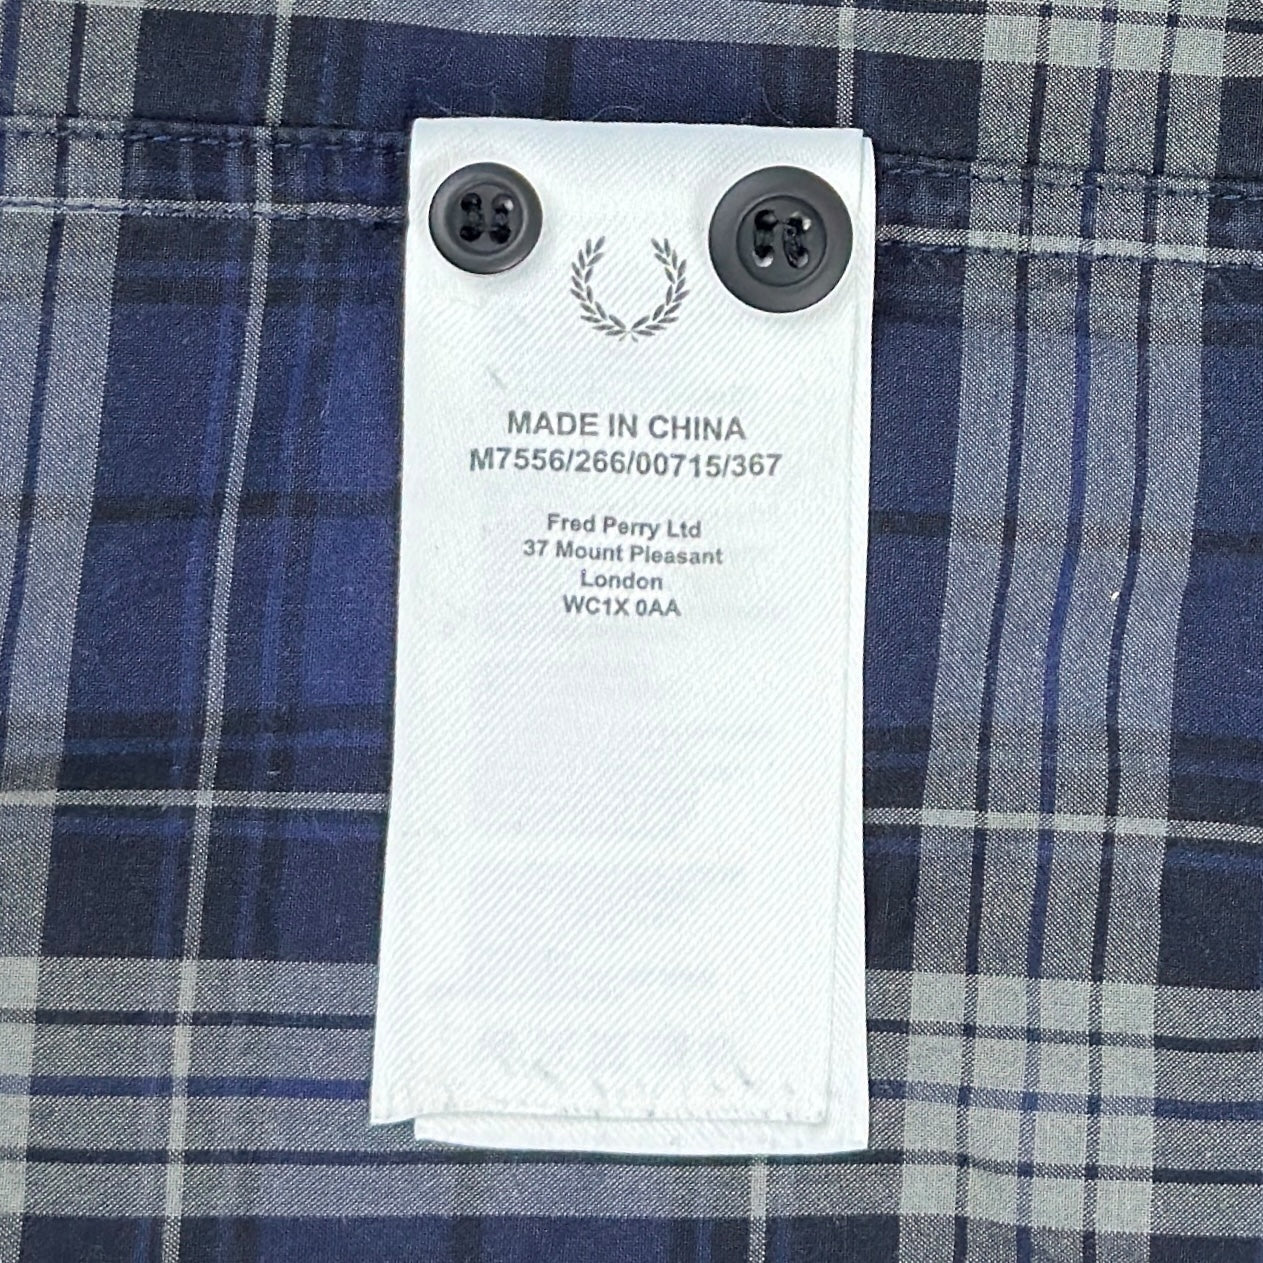 MADE IN CHINA
M7556/266/00715/367
Fred Perry Ltd
37 Mount Pleasant
London
WC1X 0AA